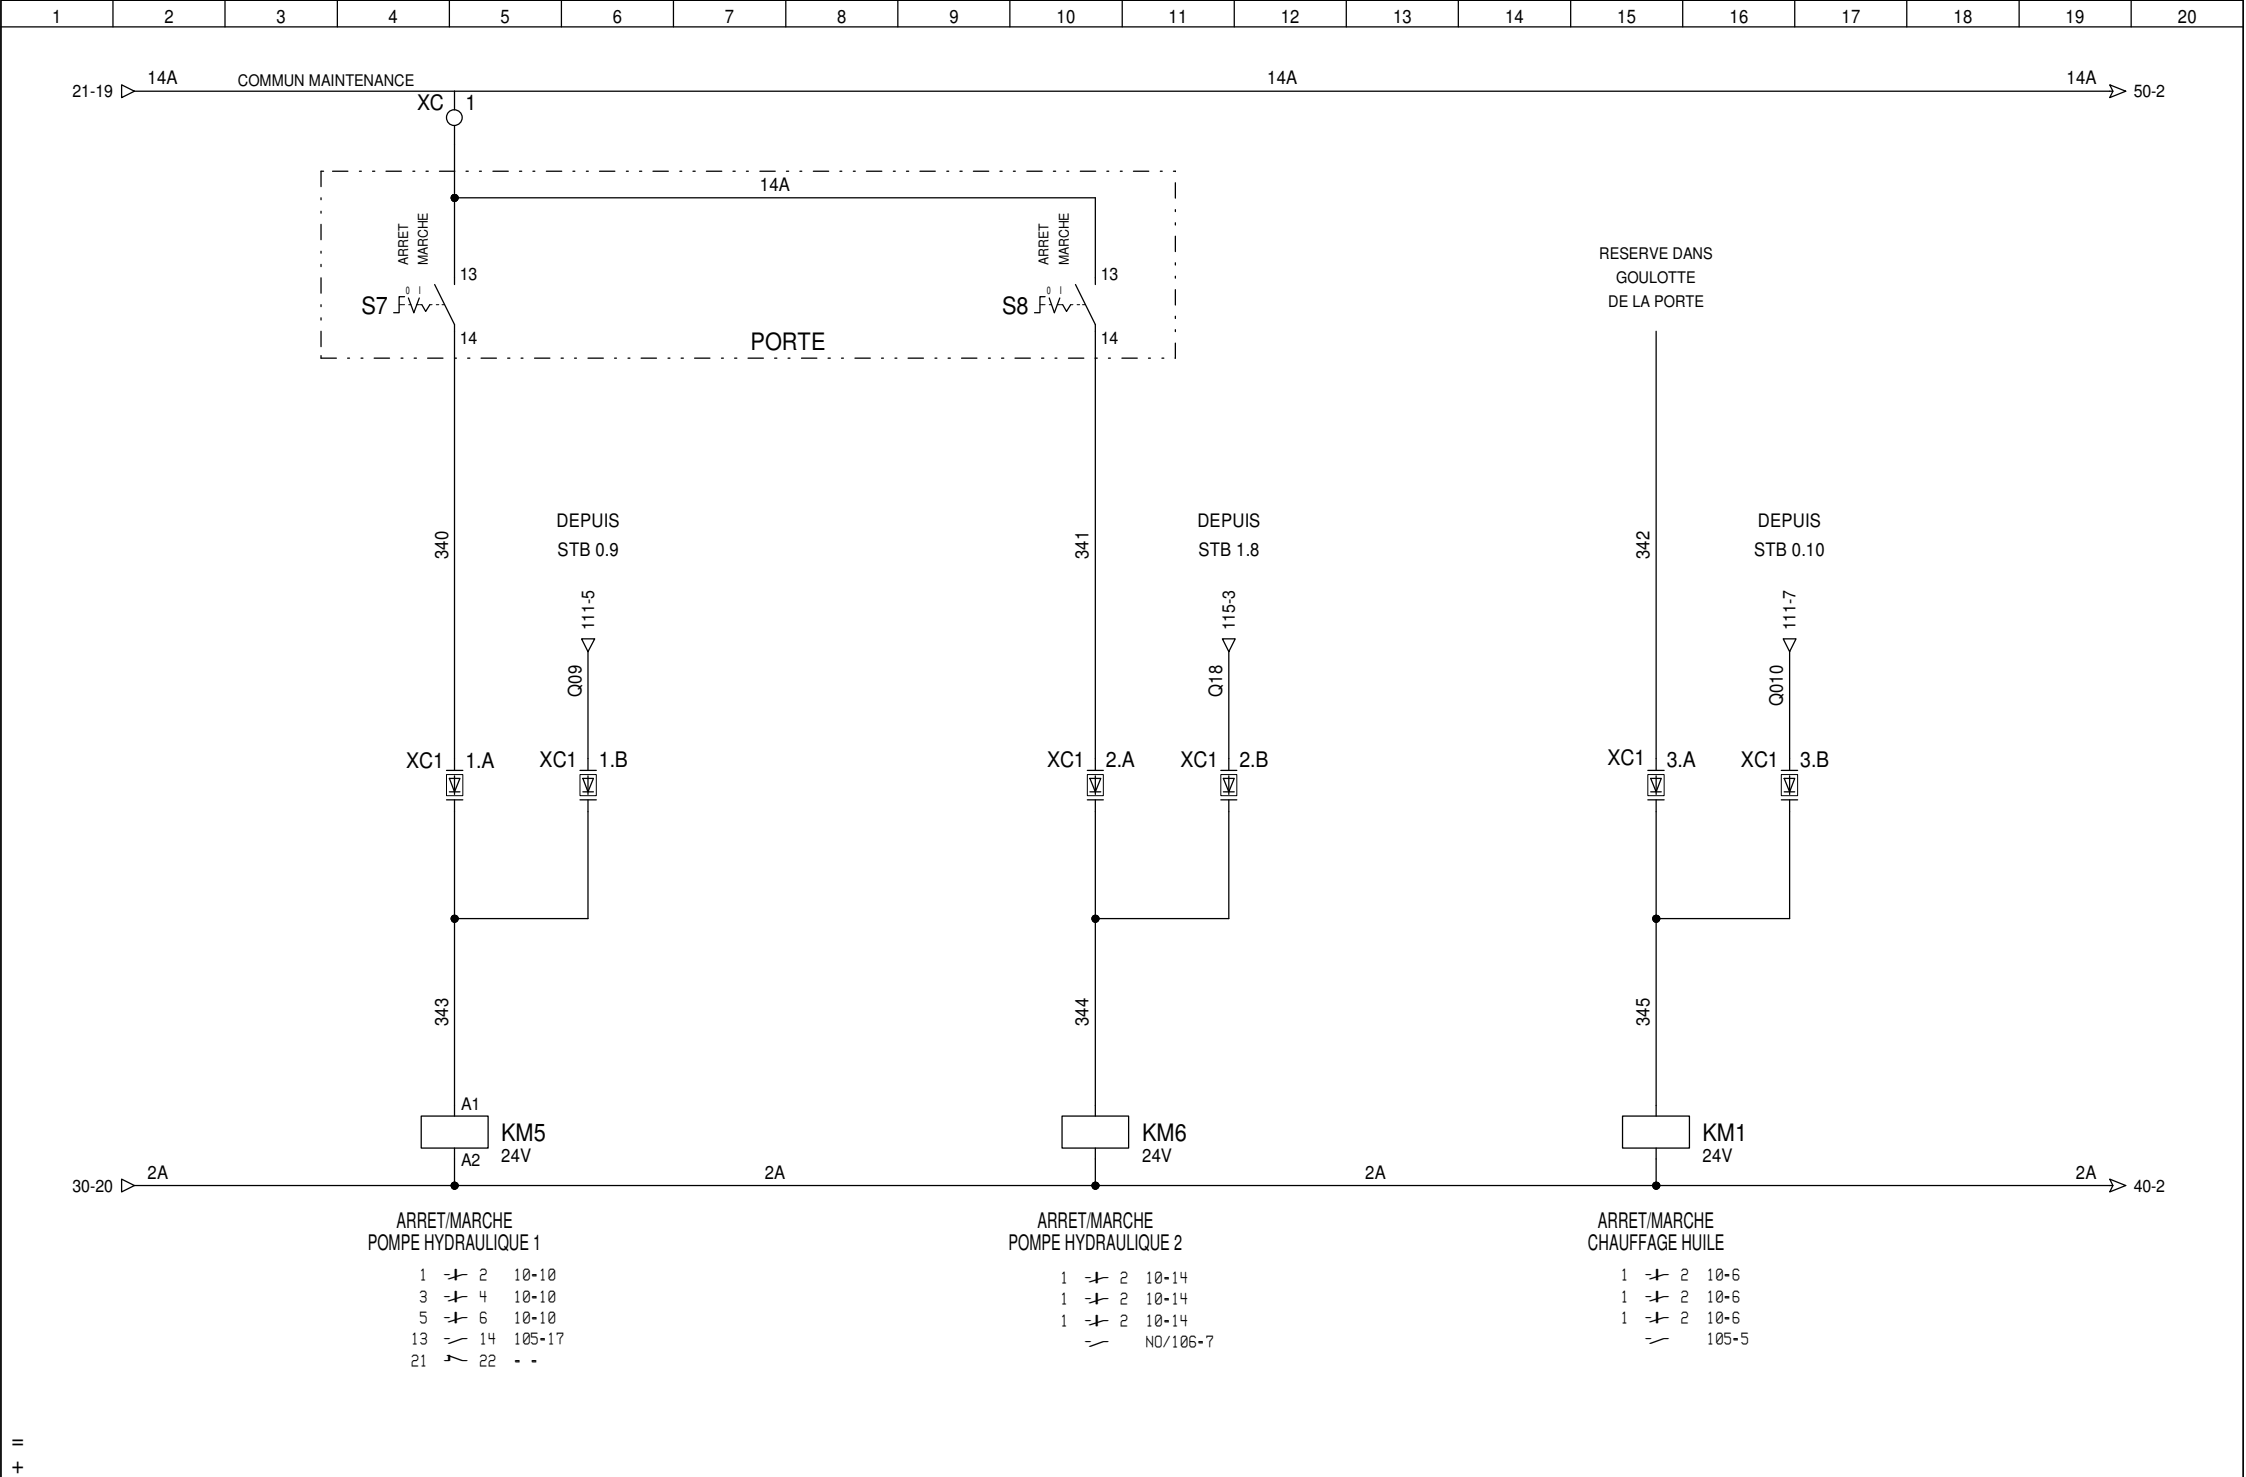 1 2 3 4 5 6 7 8 9 10 11 12 13 14 15 16 17 18 19 20
21-19 14A COMMUN MAINTENANCE 14A 14A 50-2
XC 1
14A
ARRET
MARCHE
ARRET
MARCHE
13
0 I
S7
14
13
0 I
S8
14
PORTE
RESERVE DANS
GOULOTTE
DE LA PORTE
340
DEPUIS
STB 0.9
111-5
Q09
341
DEPUIS
STB 1.8
115-3
Q18
342
DEPUIS
STB 0.10
111-7
Q010
XC1 1.A XC1 1.B XC1 2.A XC1 2.B XC1 3.A XC1 3.B
343 344 345
A1
KM5
24V
A2
KM6
24V
KM1
24V
30-20 2A 2A 2A 2A 40-2
ARRET/MARCHE
POMPE HYDRAULIQUE 1
1 2 10-10
3 4 10-10
5 6 10-10
13 14 105-17
21 22 - -
ARRET/MARCHE
POMPE HYDRAULIQUE 2
1 2 10-14
1 2 10-14
1 2 10-14
NO/106-7
ARRET/MARCHE
CHAUFFAGE HUILE
1 2 10-6
1 2 10-6
1 2 10-6
105-5
=
+